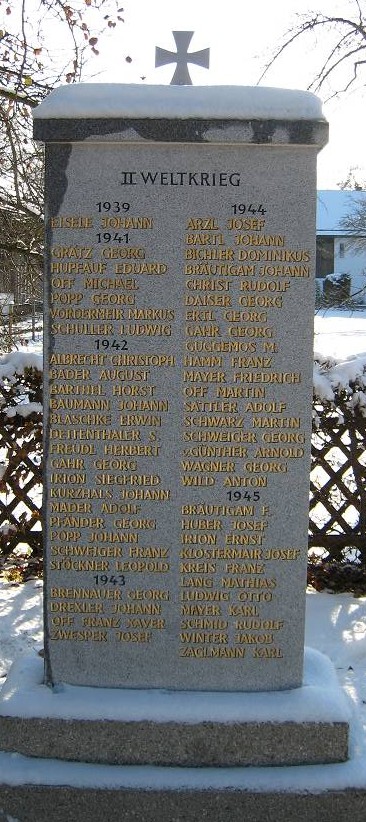 II WELTKRIEG
1939
EISELE JOHANN
1941
GRATZ GEORG
HUPFAUF EDUARD
OFF MICHAEL
POPP GEORG
VORDERMEIR MARKUS
SCHULLER LUDWIG
1942
ALBRECHT CHRISTOPH
BADER AUGUST
BARTHEL HORST
BAUMANN JOHANN
BLASCHKE ERWIN
DEITENTHALER S.
FREUDL HERBERT
GAHR GEORG
IRION SIEGFRIED
KURZHALS JOHANN
MADER ADOLF
PFÄNDER GEORG
POPP JOHANN
SCHWEIGER FRANZ
STÖCKNER LEOPOLD
1943
BRENNAUER GEORG
DREXLER JOHANN
OFF FRANZ XAVER
ZWESPER JOSEF
1944
ARZL JOSEF
BARTL JOHANN
BICHLER DOMINIKUS
BRÄUTIGAM JOHANN
CHRIST RUDOLF
DAISER GEORG
ERTL GEORG
GAHR GEORG
GUGGEMOS M.
HAMM FRANZ
MAYER FRIEDRICH
OFF MARTIN
SATTLER ADOLF
SCHWARZ MARTIN
SCHWEIGER GEORG
v. GÜNTHER ARNOLD
WAGNER GEORG
WILD ANTON
1945
BRÄUTIGAM F.
HUBER JOSEF
IRION ERNST
KLOSTERMAIR JOSEF
KREIS FRANZ
LANG MATHIAS
LUDWIG OTTO
MAYER KARL
SCHMID RUDOLF
WINTER JAKOB
ZAGLMANN KARL